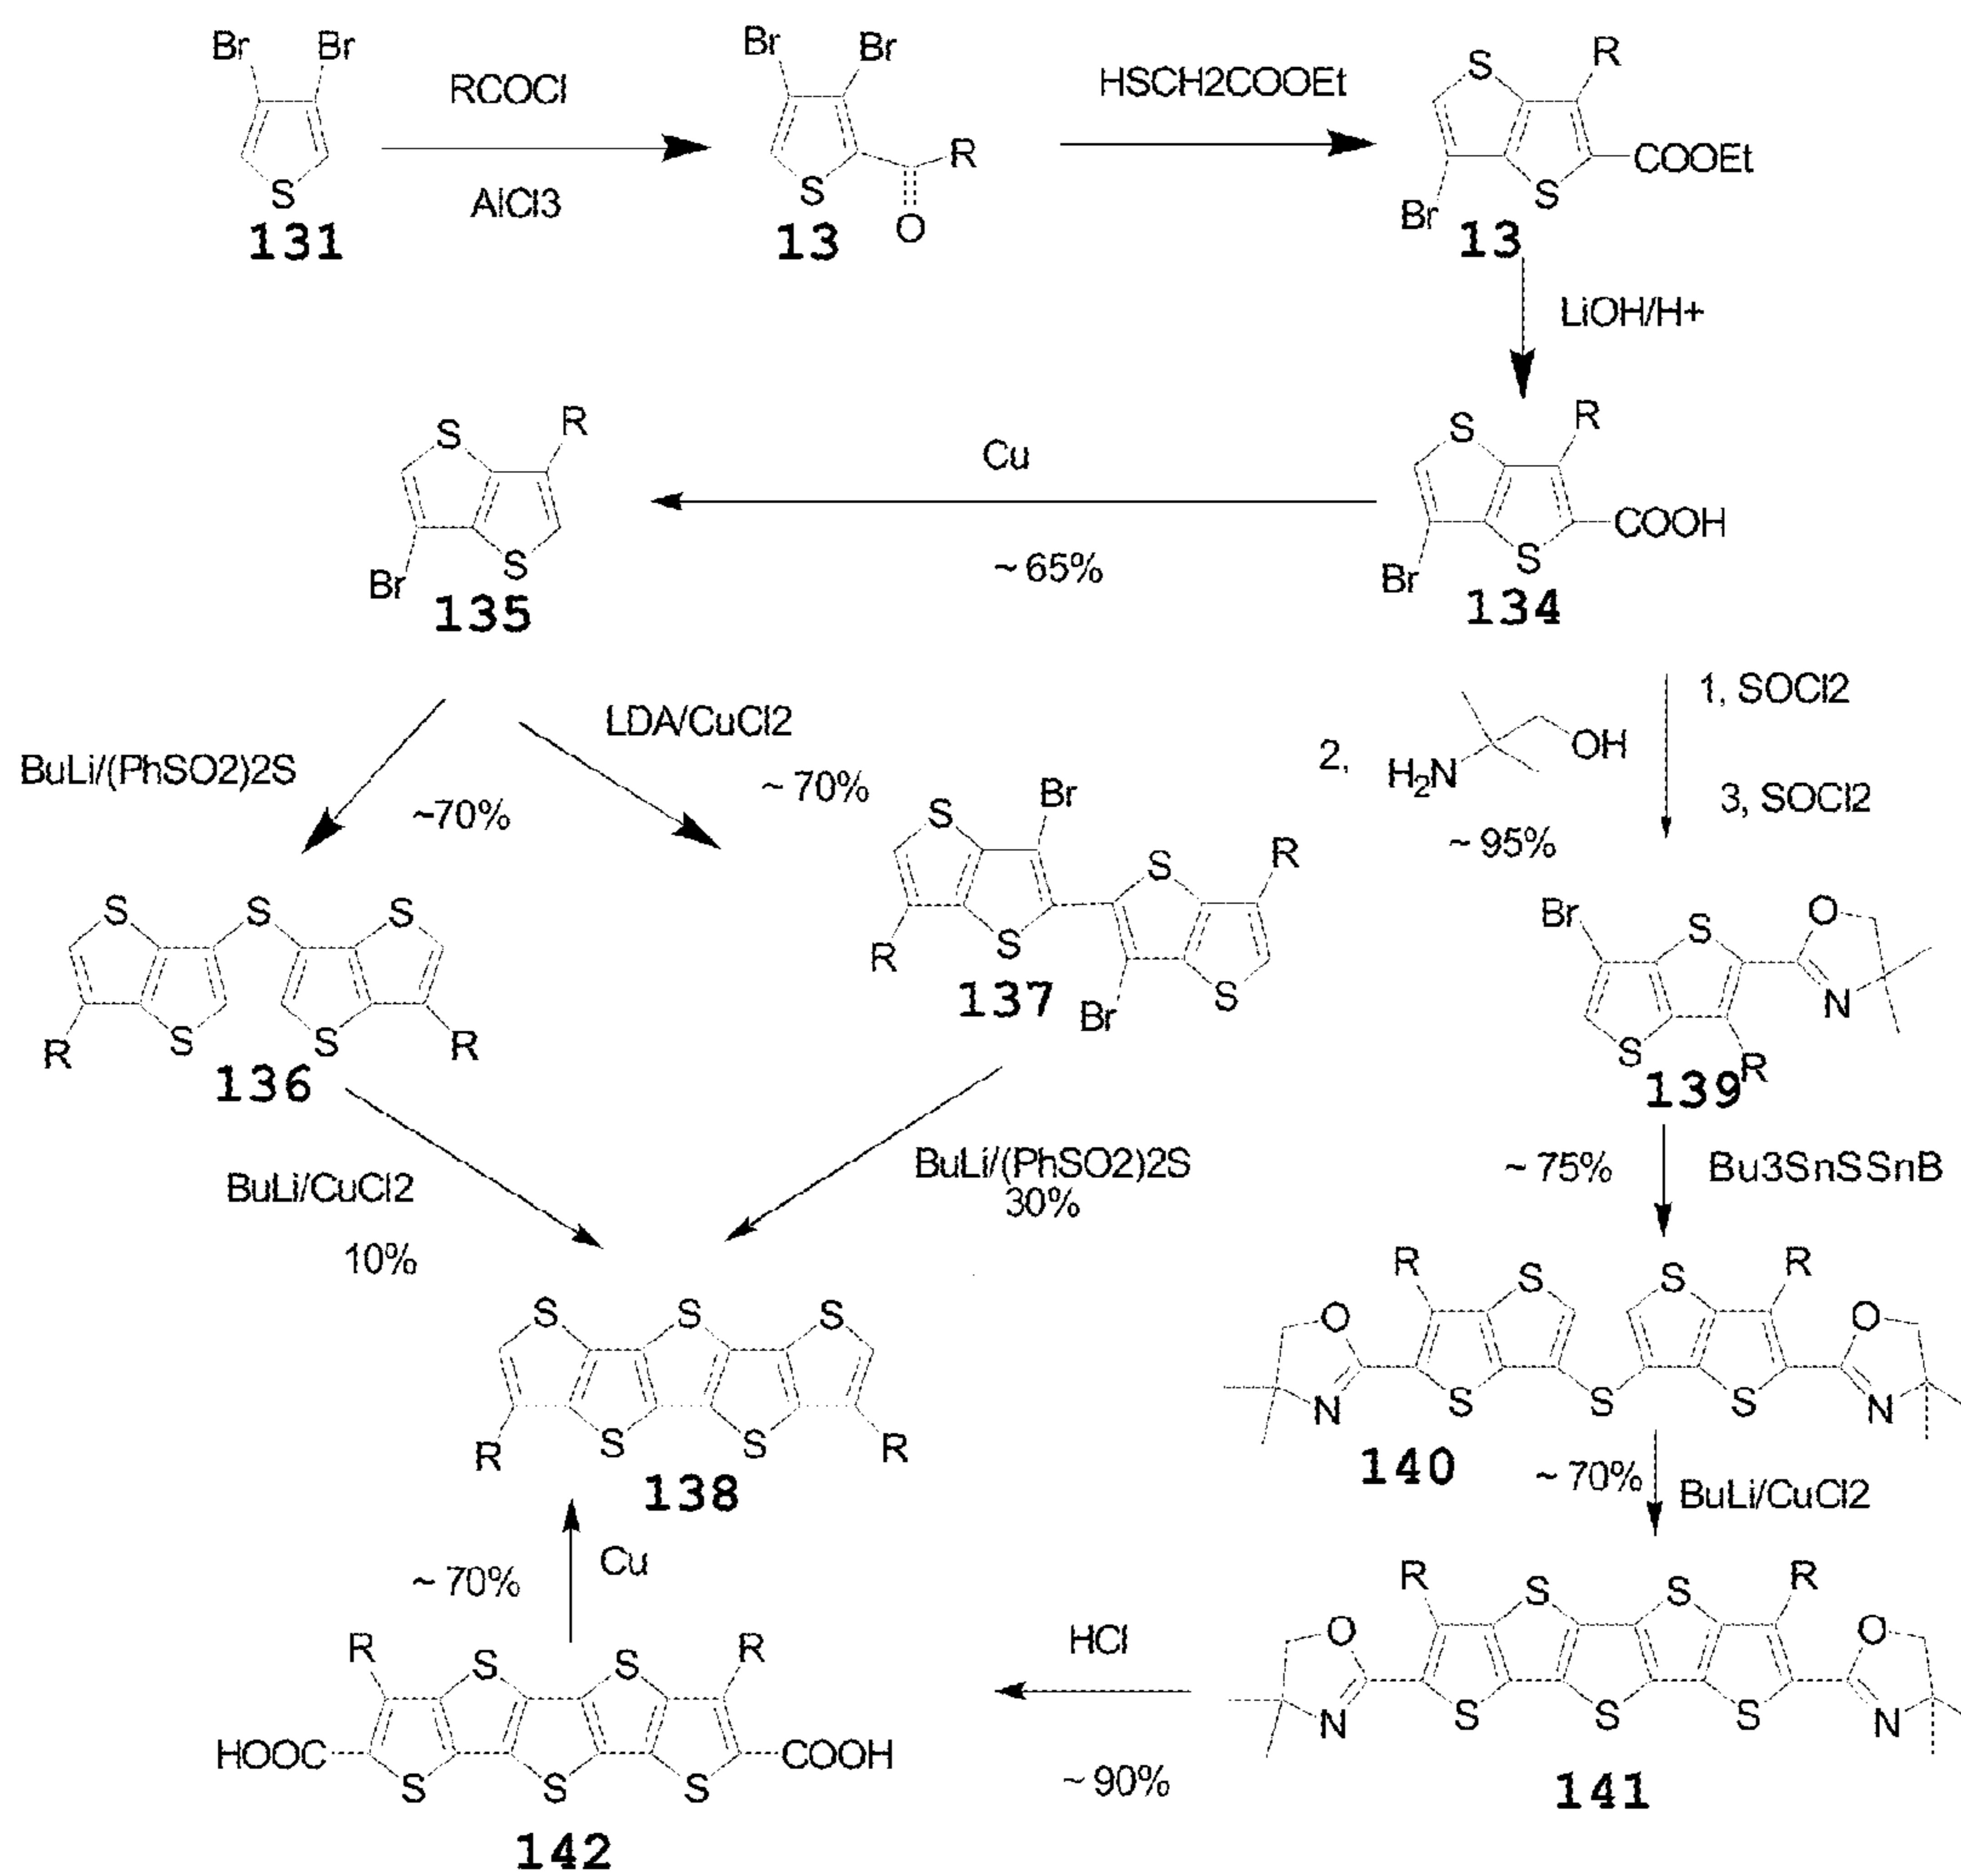 Br Br
RCOCl
AlCl3
S
131
Br Br
R
S
O
13
HSCH2COOEt
S R
COOEt
Br S
13
LiOH/H+
S R
COOH
Br S
134
Cu
~ 65%
S R
Br S
135
BuLi/(PhSO2)2S
~70%
LDA/CuCl2
~ 70%
1, SOCl2
2, H2N OH
3, SOCl2
~ 95%
S S S
R S S R
136
S Br
S R
R S
Br S
137
Br S O
N
S R
139
BuLi/CuCl2
10%
BuLi/(PhSO2)2S
30%
~ 75%
Bu3SnSSnB
S S S
R S S R
138
R S S R
O O
N S S S N
140
~ 70%
BuLi/CuCl2
~ 70%
Cu
R S S R
O O
N S S S N
141
HCl
~ 90%
R S S R
HOOC COOH
S S S
142